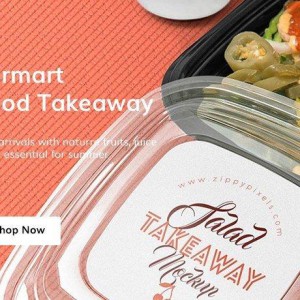 rmart
od Takeaway
arrivals with natural fruits, juice
essential for summer
hop Now
www.zippypixels.com
Salad
TAKEAWAY
Mockup